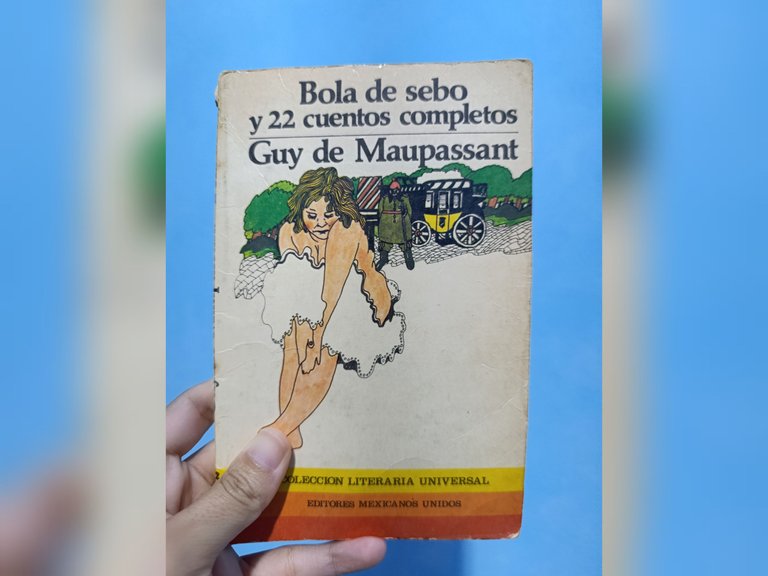 Bola de sebo
y 22 cuentos completos
Guy de Maupassant
COLECCION LITERARIA UNIVERSAL
EDITORES MEXICANOS UNIDOS